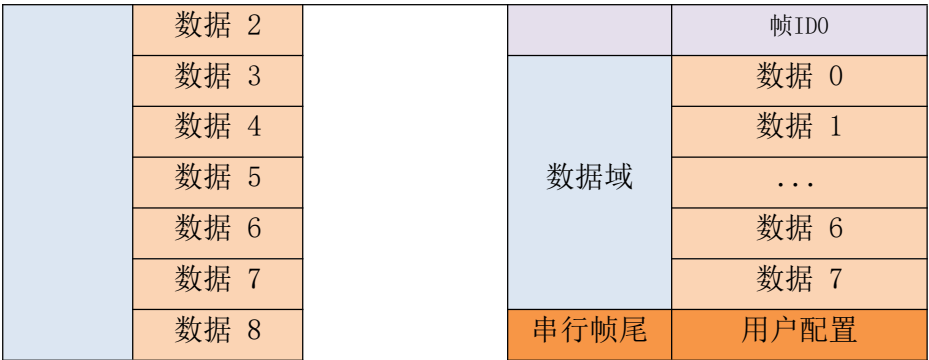 数据 2 帧ID0
数据 3 数据 0
数据 4 数据 1
数据 5 数据域 ...
数据 6 数据 6
数据 7 数据 7
数据 8 串行帧尾 用户配置